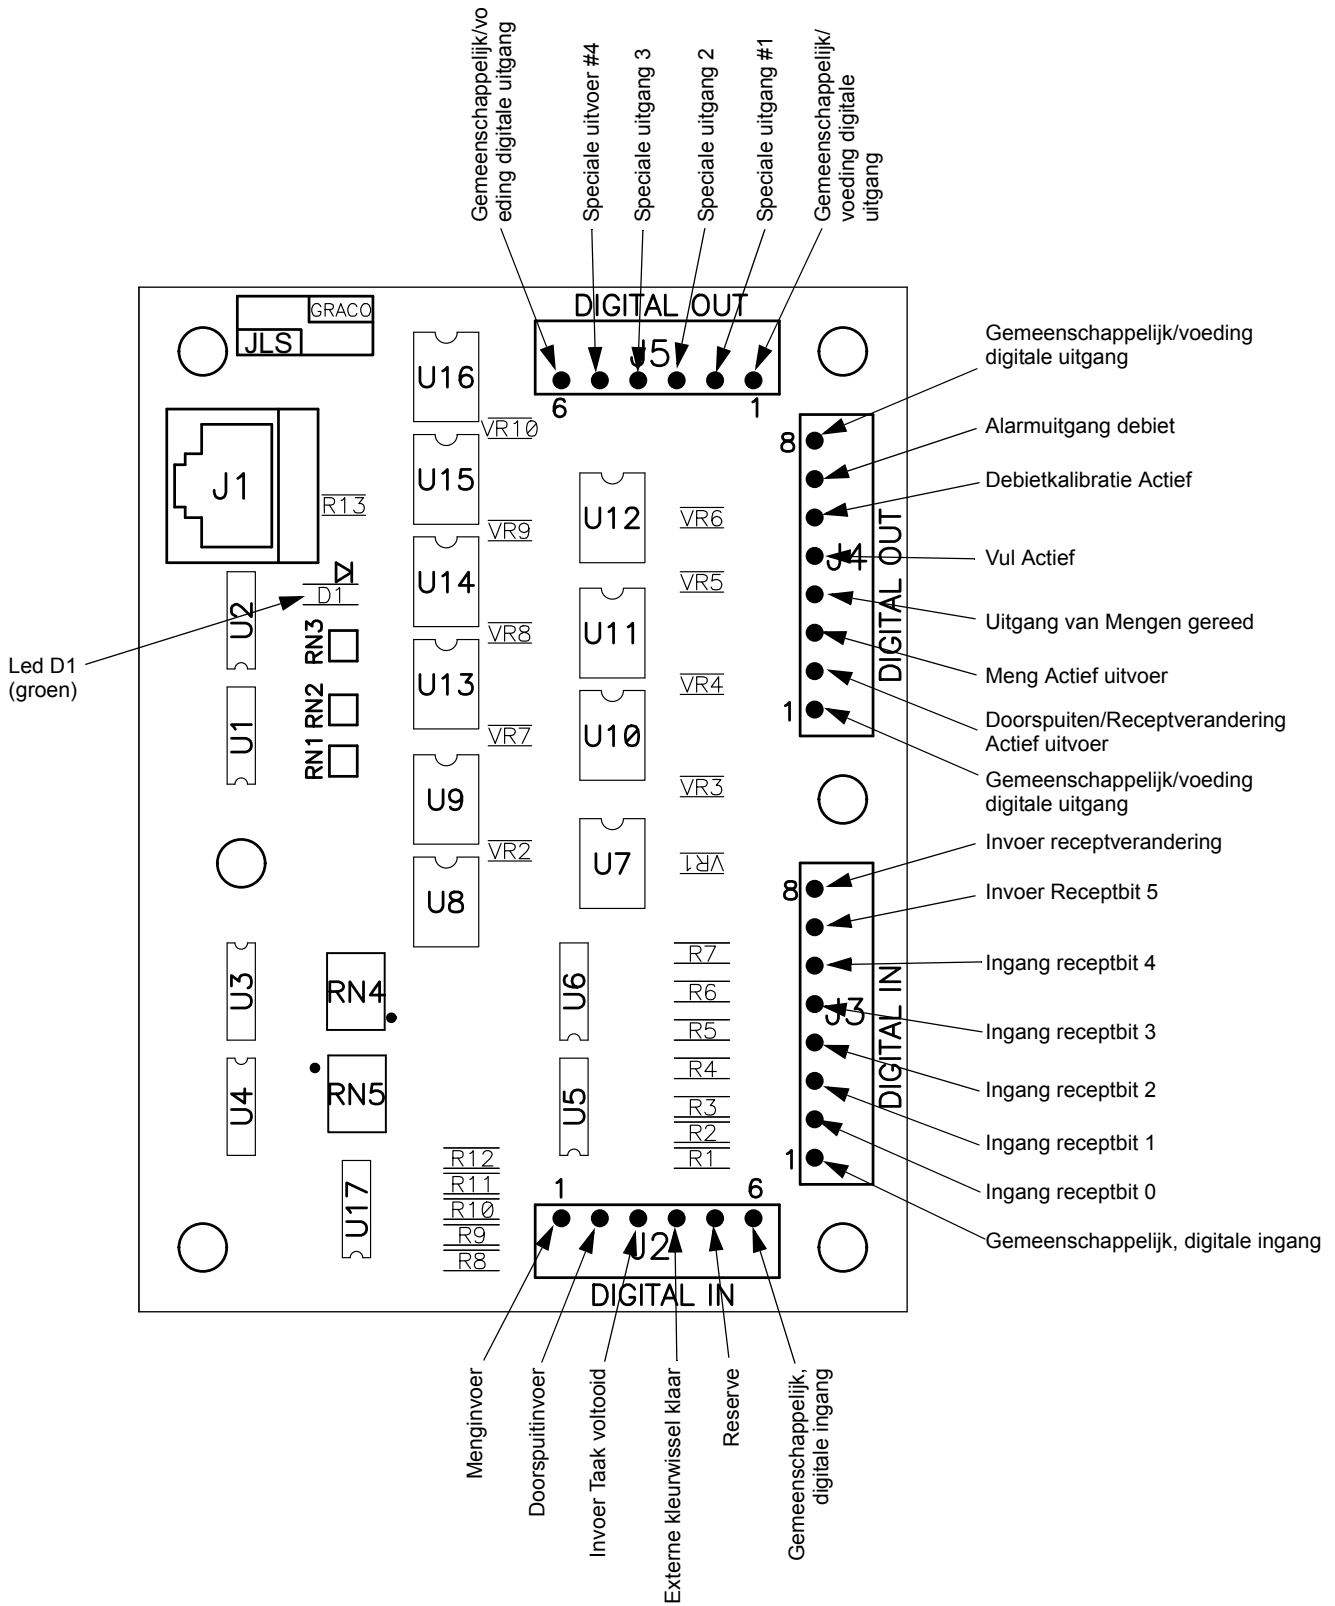 Gemeenschappelijk/vo
eding digitale uitgang
Speciale uitvoer #4
Speciale uitgang 3
Speciale uitgang 2
Speciale uitgang #1
Gemeenschappelijk/
voeding digitale
uitgang
GRACO
JLS
DIGITAL OUT
J5
6
1
U16
VR10
U15
VR9
U14
VR8
U13
VR7
U9
VR2
U8
J1
R13
D1
U2
RN3
RN2
RN1
U1
Led D1
(groen)
U12
VR6
VR5
U11
VR4
U10
VR3
U7
VR1
8
J4
DIGITAL OUT
1
Gemeenschappelijk/voeding
digitale uitgang
Alarmuitgang debiet
Debietkalibratie Actief
Vul Actief
Uitgang van Mengen gereed
Meng Actief uitvoer
Doorspuiten/Receptverandering
Actief uitvoer
Gemeenschappelijk/voeding
digitale uitgang
Invoer receptverandering
Invoer Receptbit 5
Ingang receptbit 4
Ingang receptbit 3
Ingang receptbit 2
Ingang receptbit 1
Ingang receptbit 0
Gemeenschappelijk, digitale ingang
8
J3
DIGITAL IN
1
U3
RN4
U6
U4
RN5
U5
R7
R6
R5
R4
R3
R2
R1
U17
R12
R11
R10
R9
R8
1
6
J2
DIGITAL IN
Menginvoer
Doorspuitinvoer
Invoer Taak voltooid
Externe kleurwissel klaar
Reserve
Gemeenschappelijk,
digitale ingang